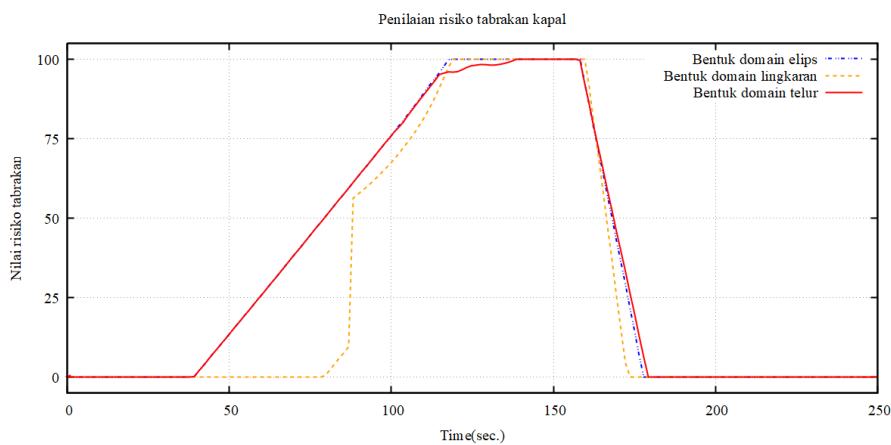 Penilaian risiko tabrakan kapal
Bentuk domain elips
Bentuk domain lingkaran
Bentuk domain telur
Nilai risiko tabrakan
100
75
50
25
0
0 50 100 150 200 250
Time(sec.)